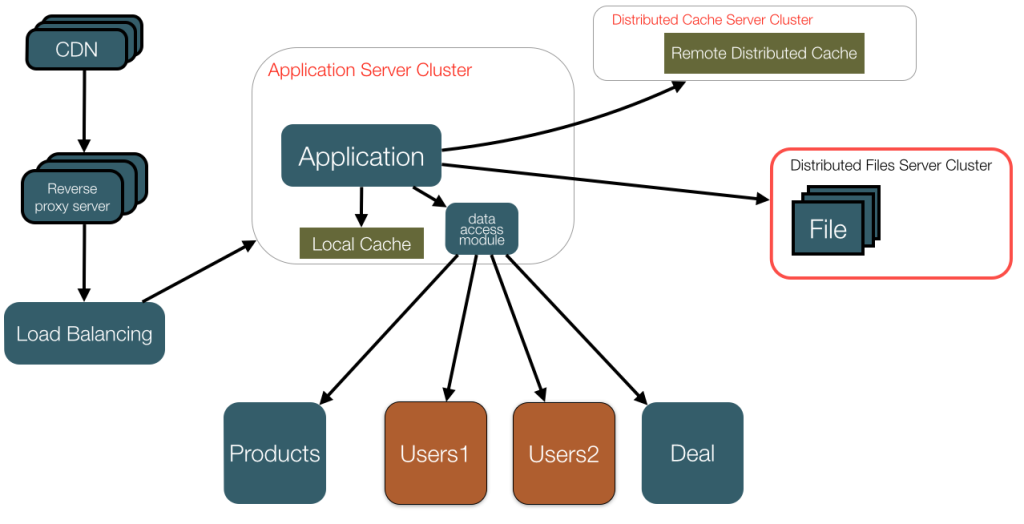 CDN
Reverse
proxy server
Load Balancing
Application Server Cluster
Application
Local Cache
data
access
module
Distributed Cache Server Cluster
Remote Distributed Cache
Distributed Files Server Cluster
File
Products
Users1
Users2
Deal